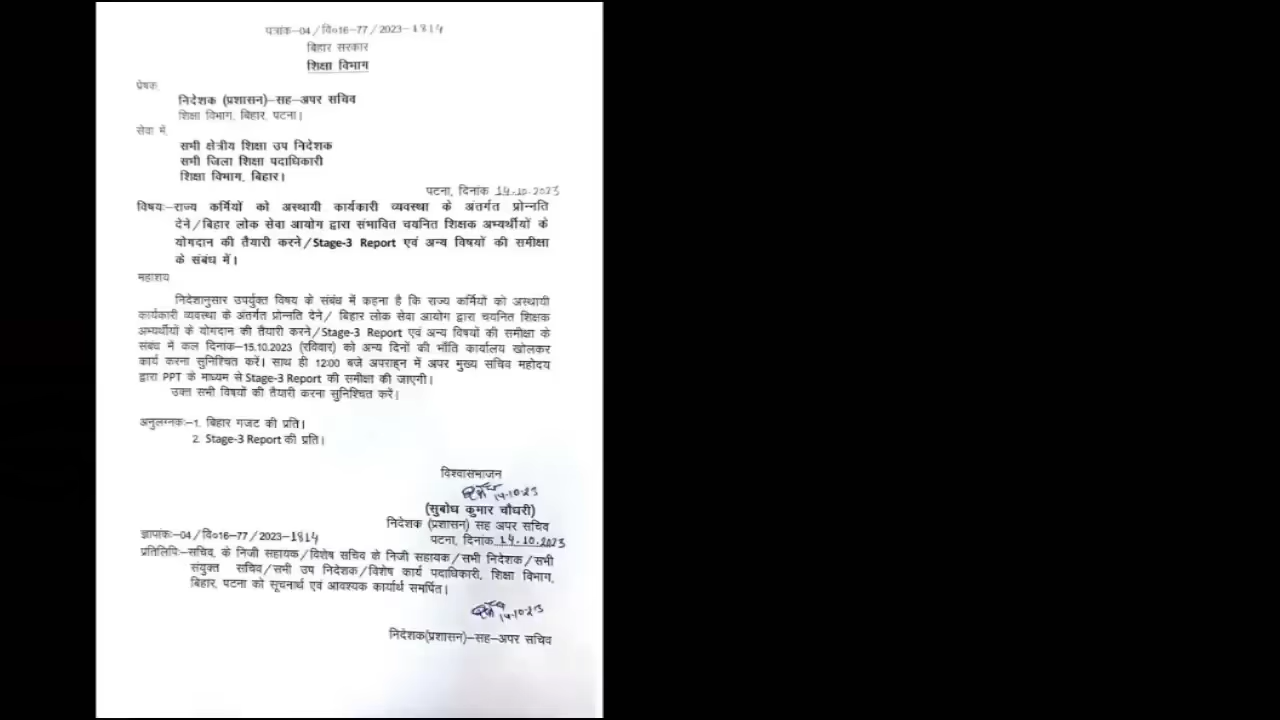 पत्रांक–04/वि०16–77/2023–1814
बिहार सरकार
शिक्षा विभाग
प्रेषक,
निदेशक (प्रशासन)–सह–अपर सचिव
शिक्षा विभाग, बिहार, पटना।
सेवा में,
सभी क्षेत्रीय शिक्षा उप निदेशक
सभी जिला शिक्षा पदाधिकारी
शिक्षा विभाग, बिहार।
पटना, दिनांक 14.10.2023
विषयः–राज्य कर्मियों को अस्थायी कार्यकारी व्यवस्था के अंतर्गत प्रोन्नति
देने/बिहार लोक सेवा आयोग द्वारा संभावित चयनित शिक्षक अभ्यर्थीयों के
योगदान की तैयारी करने/Stage-3 Report एवं अन्य विषयों की समीक्षा
के संबंध में।
महाशय
निदेशानुसार उपर्युक्त विषय के संबंध में कहना है कि राज्य कर्मियों को अस्थायी
कार्यकारी व्यवस्था के अंतर्गत प्रोन्नति देने/ बिहार लोक सेवा आयोग द्वारा चयनित शिक्षक
अभ्यर्थीयों के योगदान की तैयारी करने/Stage-3 Report एवं अन्य विषयों की समीक्षा के
संबंध में कल दिनांक–15.10.2023 (रविवार) को अन्य दिनों की भाँति कार्यालय खोलकर
कार्य करना सुनिश्चित करें। साथ ही 12:00 बजे अपराह्न में अपर मुख्य सचिव महोदय
द्वारा PPT के माध्यम से Stage-3 Report की समीक्षा की जाएगी।
उक्त सभी विषयों की तैयारी करना सुनिश्चित करें।
अनुलग्नकः–1. बिहार गजट की प्रति।
2. Stage-3 Report की प्रति।
विश्वासभाजन
14.10.23
(सुबोध कुमार चौधरी)
निदेशक (प्रशासन) सह अपर सचिव
ज्ञापांकः–04/वि०16–77/2023–1814
पटना, दिनांक 14.10.2023
प्रतिलिपिः–सचिव, के निजी सहायक/विशेष सचिव के निजी सहायक/सभी निदेशक/सभी
संयुक्त सचिव/सभी उप निदेशक/विशेष कार्य पदाधिकारी, शिक्षा विभाग,
बिहार, पटना को सूचनार्थ एवं आवश्यक कार्यार्थ समर्पित।
14.10.23
निदेशक(प्रशासन)–सह–अपर सचिव